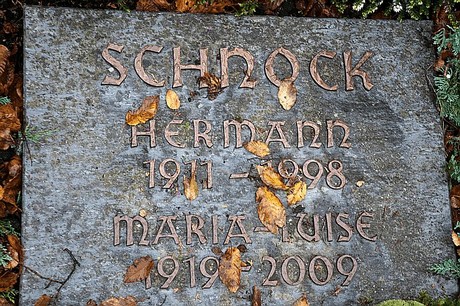 SCHNOCK
HERMANN
1911 – 1998
MARIA-LUISE
1919 – 2009